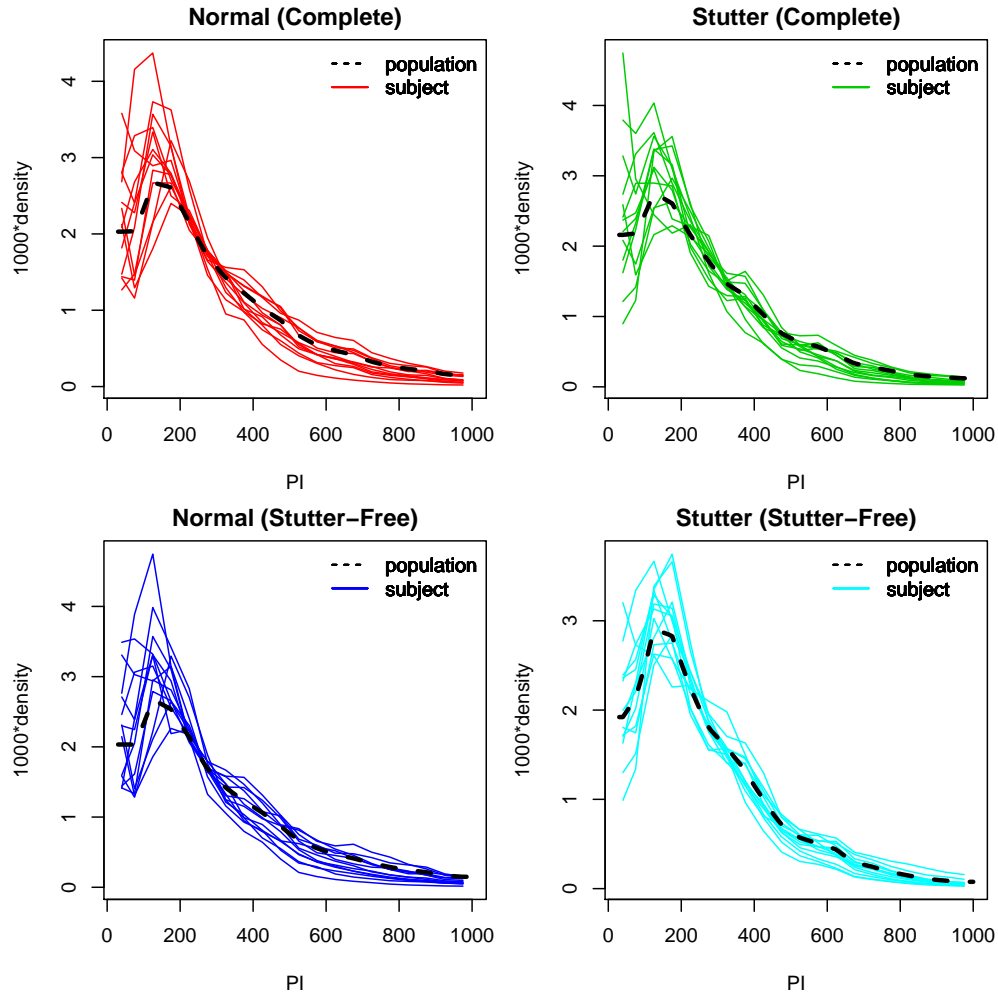 Normal (Complete)
1000*density
4
3
2
1
0
population
subject
0 200 400 600 800 1000
PI
Stutter (Complete)
1000*density
4
3
2
1
0
population
subject
0 200 400 600 800 1000
PI
Normal (Stutter−Free)
1000*density
4
3
2
1
0
population
subject
0 200 400 600 800 1000
PI
Stutter (Stutter−Free)
1000*density
3
2
1
0
population
subject
0 200 400 600 800 1000
PI